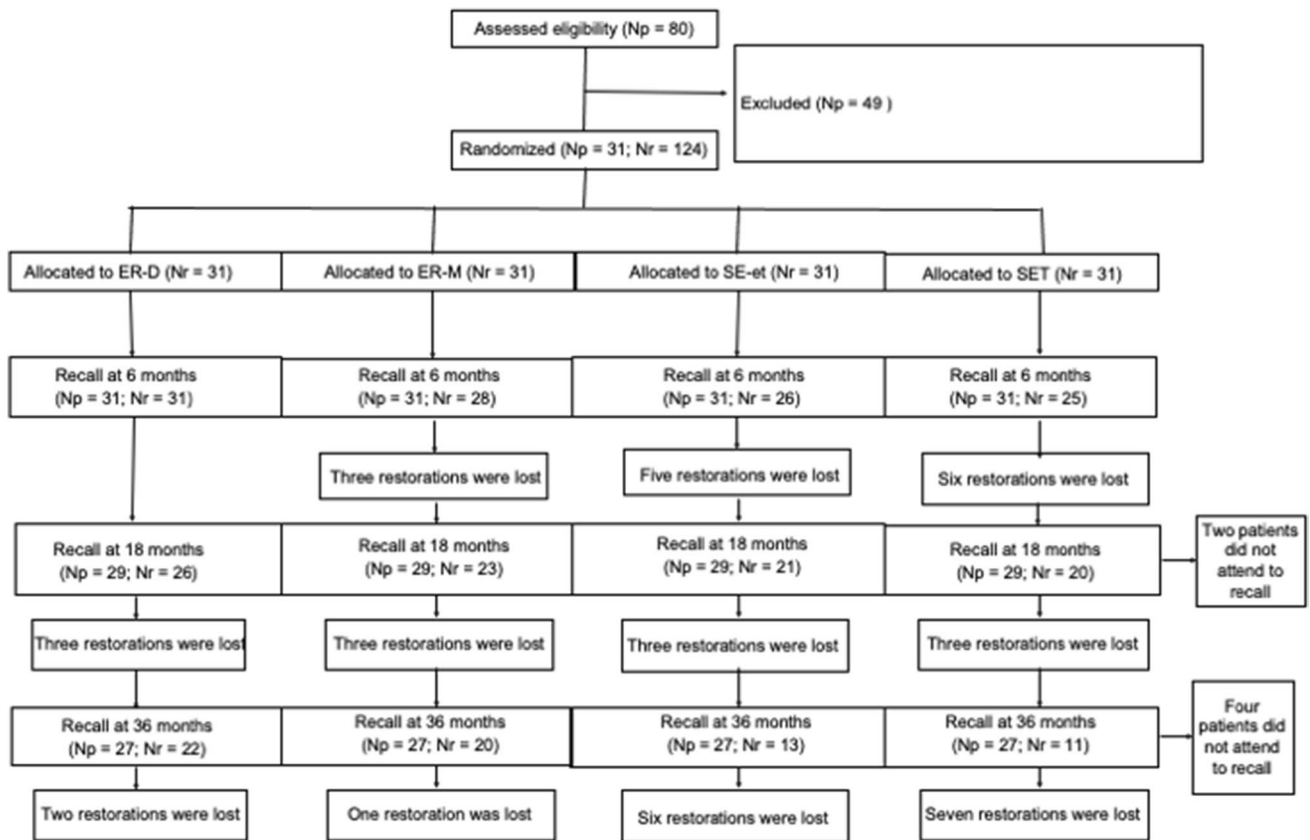 Assessed eligibility (Np = 80)
Excluded (Np = 49 )
Randomized (Np = 31; Nr = 124)
Allocated to ER-D (Nr = 31)
Allocated to ER-M (Nr = 31)
Allocated to SE-et (Nr = 31)
Allocated to SET (Nr = 31)
Recall at 6 months
(Np = 31; Nr = 31)
Recall at 6 months
(Np = 31; Nr = 28)
Recall at 6 months
(Np = 31; Nr = 26)
Recall at 6 months
(Np = 31; Nr = 25)
Three restorations were lost
Five restorations were lost
Six restorations were lost
Recall at 18 months
(Np = 29; Nr = 26)
Recall at 18 months
(Np = 29; Nr = 23)
Recall at 18 months
(Np = 29; Nr = 21)
Recall at 18 months
(Np = 29; Nr = 20)
Two patients
did not
attend to
recall
Three restorations were lost
Three restorations were lost
Three restorations were lost
Three restorations were lost
Recall at 36 months
(Np = 27; Nr = 22)
Recall at 36 months
(Np = 27; Nr = 20)
Recall at 36 months
(Np = 27; Nr = 13)
Recall at 36 months
(Np = 27; Nr = 11)
Four
patients did
not attend
to recall
Two restorations were lost
One restoration was lost
Six restorations were lost
Seven restorations were lost